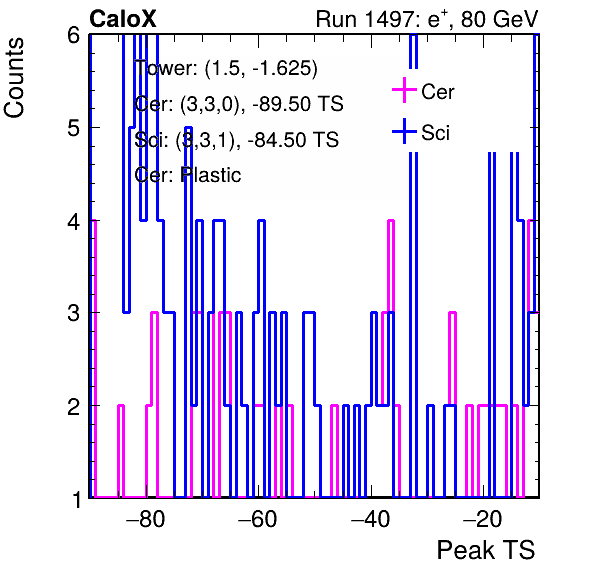 CaloX Run 1497: e⁺, 80 GeV
Counts
6
Tower: (1.5, -1.625)
Cer
Cer: (3,3,0), -89.50 TS
5
Sci
Sci: (3,3,1), -84.50 TS
Cer: Plastic
4
3
2
1
−80 −60 −40 −20
Peak TS